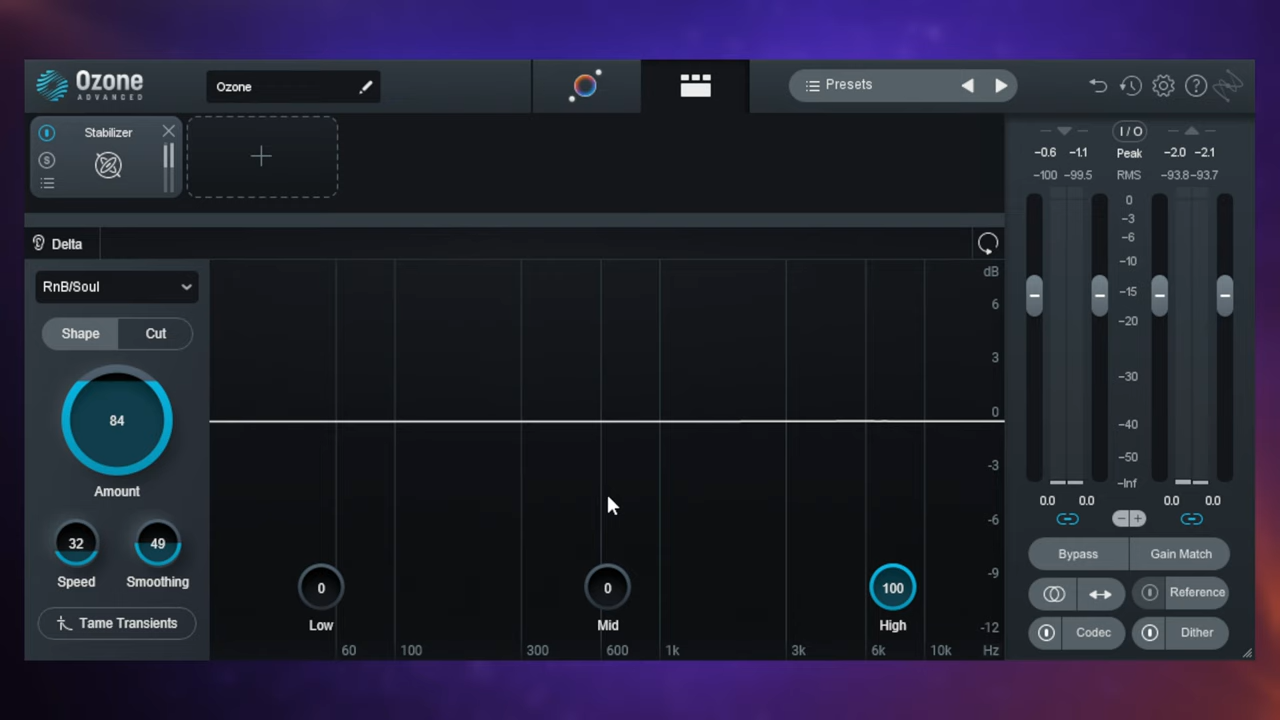 Ozone
ADVANCED
Ozone
Presets
Stabilizer
S
I / O
-0.6 -1.1 Peak -2.0 -2.1
-100 -99.5 RMS -93.8 -93.7
0
-3
-6
-10
-15
-20
-30
-40
-50
-Inf
0.0 0.0 0.0 0.0
Delta
RnB/Soul
Shape Cut
84
Amount
32 49
Speed Smoothing
Tame Transients
dB
6
3
0
-3
-6
-9
-12
0 0 100
Low Mid High
60 100 300 600 1k 3k 6k 10k Hz
Bypass Gain Match
Reference
Codec Dither